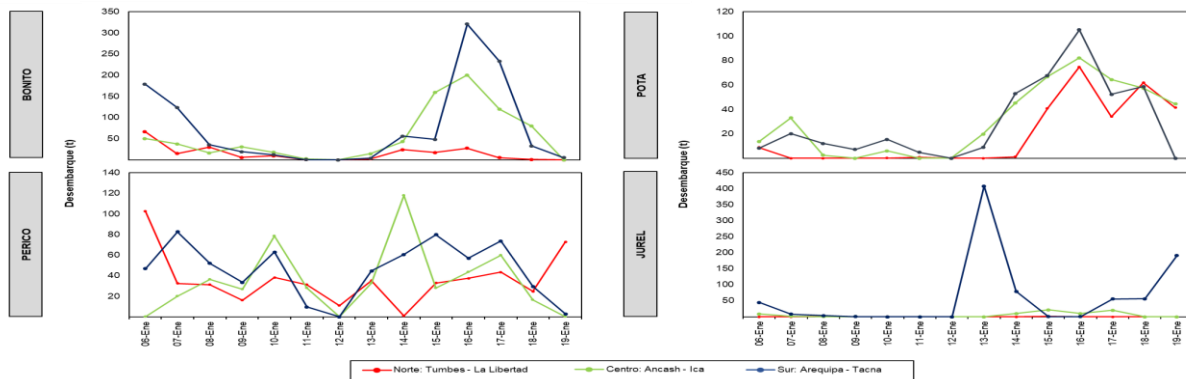 BONITO
Desembarque (t)
350
300
250
200
150
100
50
POTA
Desembarque (t)
120
100
80
60
40
20
PERICO
140
120
100
80
60
40
20
06-Ene
07-Ene
08-Ene
09-Ene
10-Ene
11-Ene
12-Ene
13-Ene
14-Ene
15-Ene
16-Ene
17-Ene
18-Ene
19-Ene
JUREL
450
400
350
300
250
200
150
100
50
06-Ene
07-Ene
08-Ene
09-Ene
10-Ene
11-Ene
12-Ene
13-Ene
14-Ene
15-Ene
16-Ene
17-Ene
18-Ene
19-Ene
Norte: Tumbes - La Libertad Centro: Ancash - Ica Sur: Arequipa - Tacna